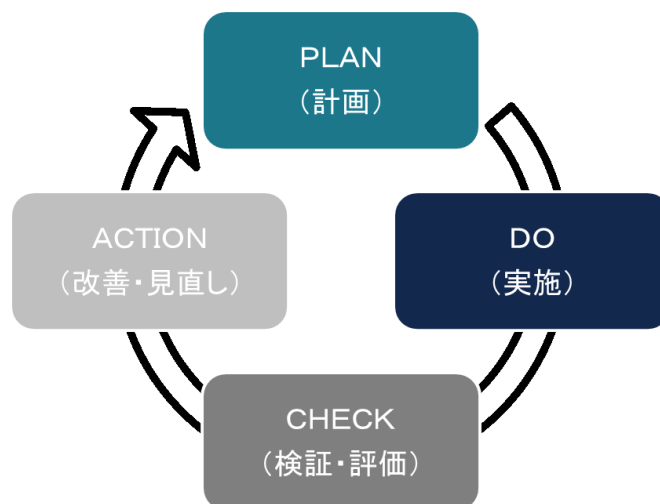 PLAN
（計画）
DO
（実施）
CHECK
（検証・評価）
ACTION
（改善・見直し）